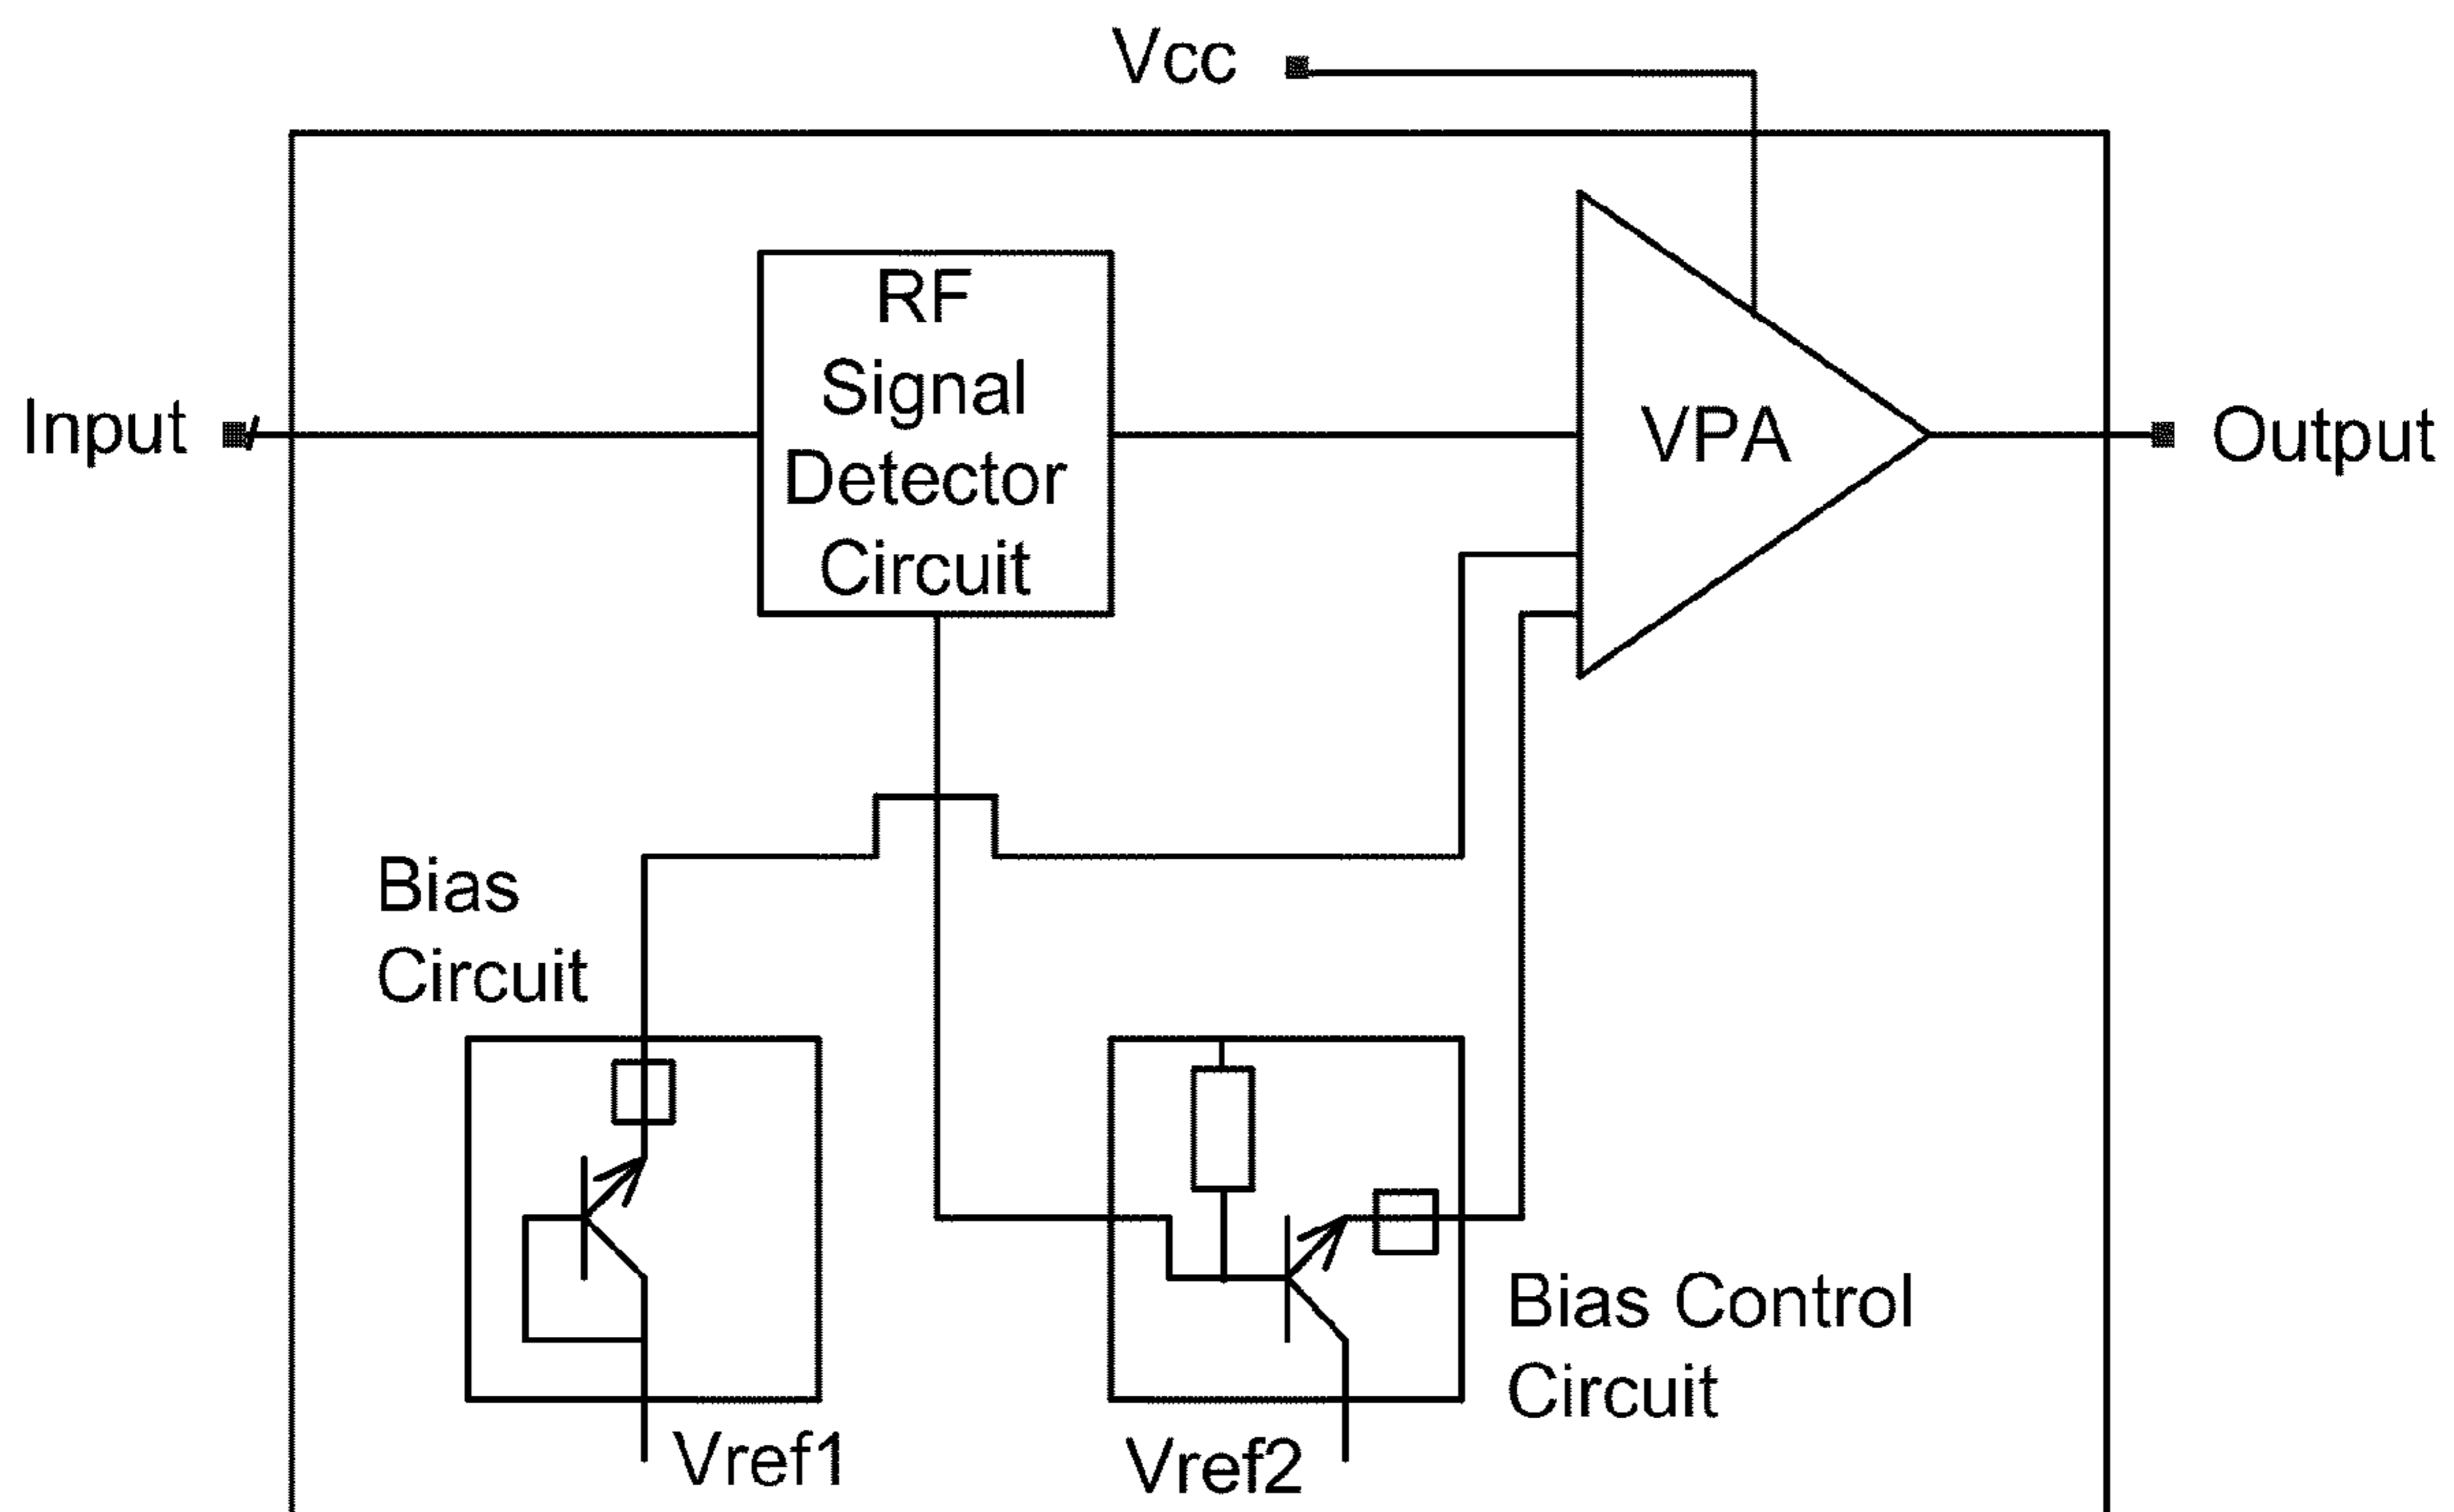 Vcc
RF
Signal
Detector
Circuit
Input
VPA
Output
Bias
Circuit
Bias Control
Circuit
Vref1
Vref2